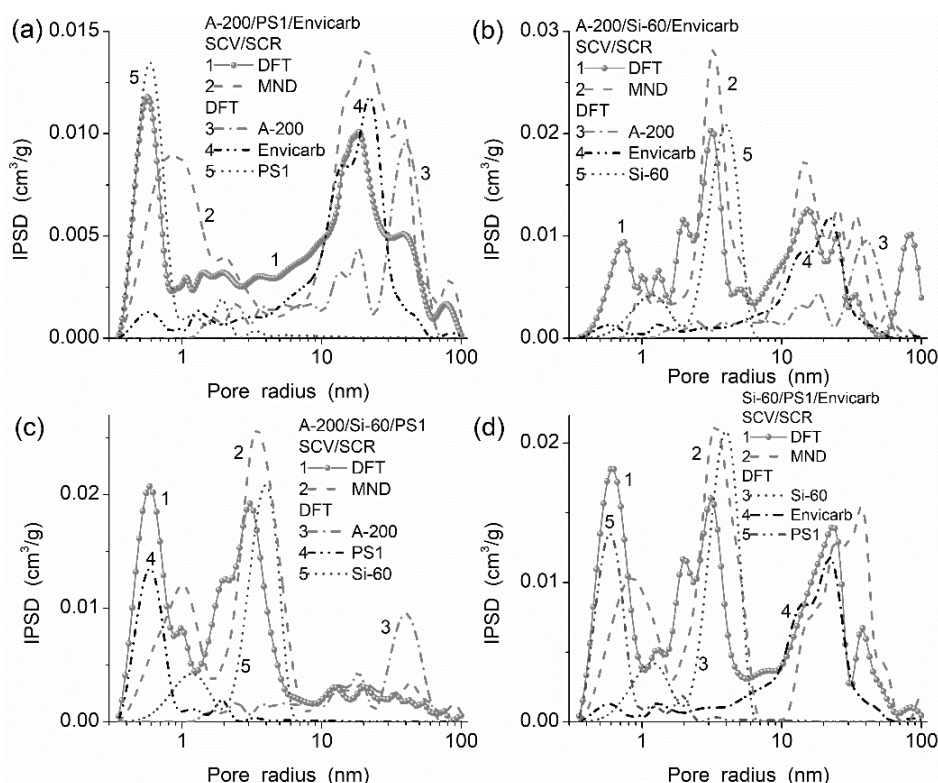 (a)
A-200/PS1/Envicarb
SCV/SCR
1 DFT
2 MND
DFT
3 A-200
4 Envicarb
5 PS1
0.015
0.010
0.005
0.000
IPSD (cm³/g)
5
2
1
4
3
1
10
100
Pore radius (nm)
(b)
A-200/Si-60/Envicarb
SCV/SCR
1 DFT
2 MND
DFT
3 A-200
4 Envicarb
5 Si-60
0.03
0.02
0.01
0.00
IPSD (cm³/g)
2
5
1
4
3
1
10
100
Pore radius (nm)
(c)
A-200/Si-60/PS1
SCV/SCR
1 DFT
2 MND
DFT
3 A-200
4 PS1
5 Si-60
0.02
0.01
0.00
IPSD (cm³/g)
1
2
4
5
3
1
10
100
Pore radius (nm)
(d)
Si-60/PS1/Envicarb
SCV/SCR
1 DFT
2 MND
DFT
3 Si-60
4 Envicarb
5 PS1
0.02
0.01
0.00
IPSD (cm³/g)
1
2
5
4
3
1
10
100
Pore radius (nm)